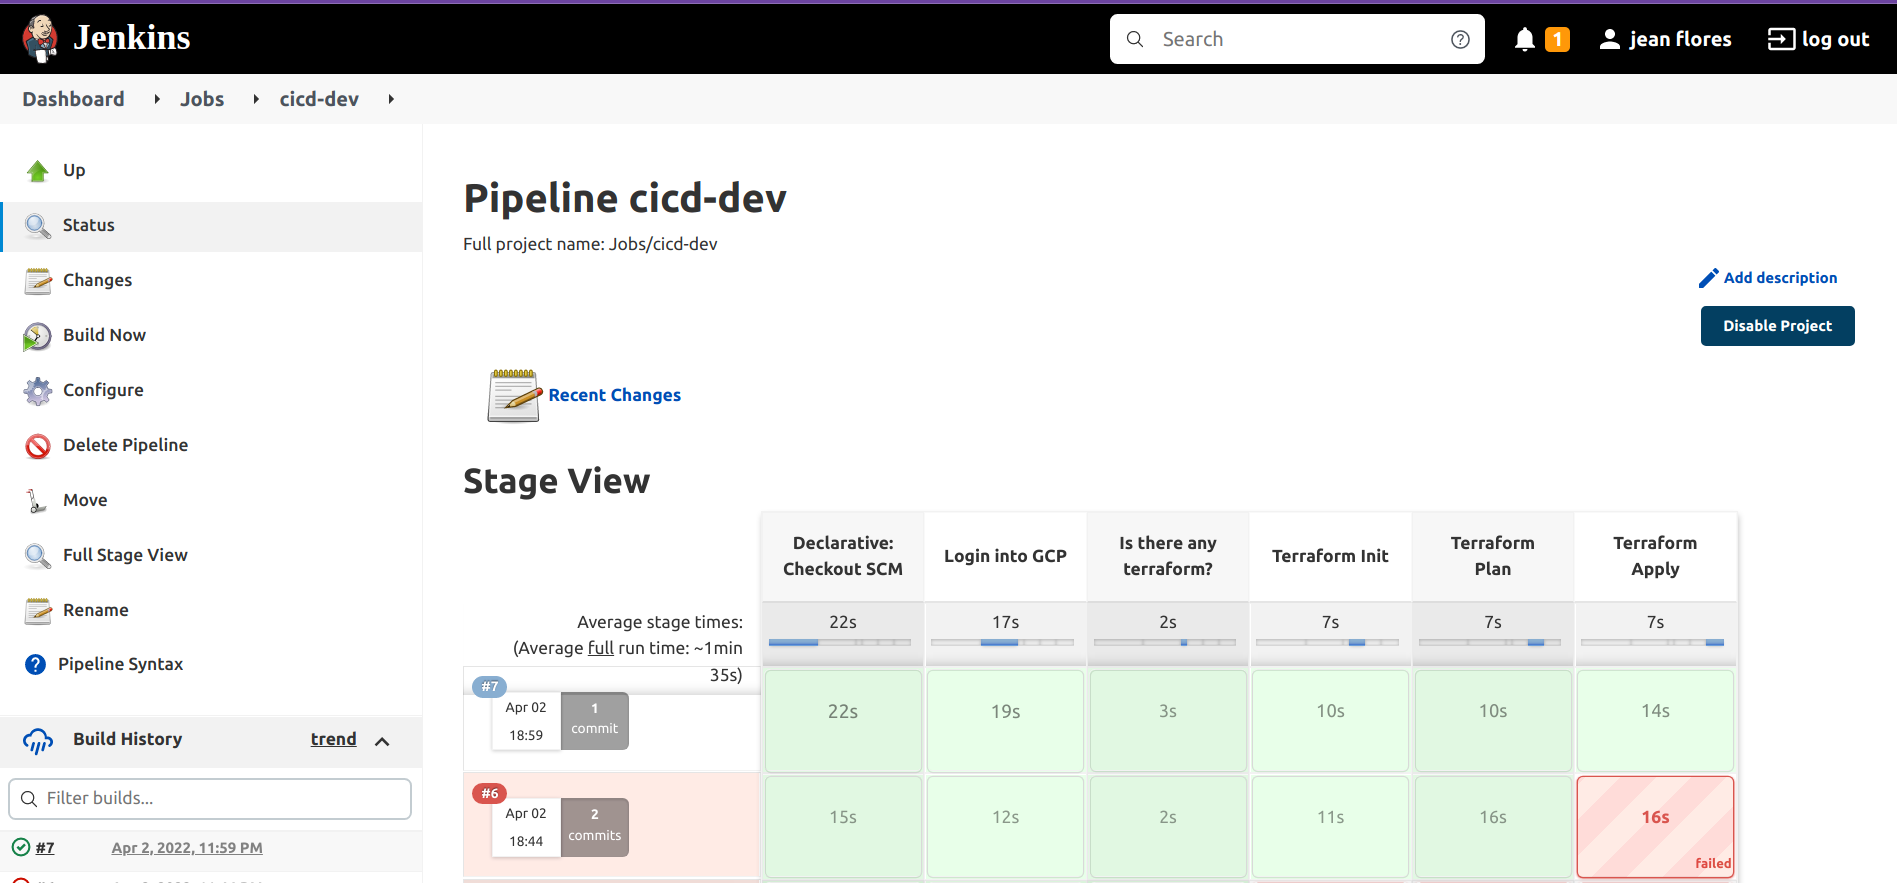 Jenkins
Search
1
jean flores
log out
Dashboard
Jobs
cicd-dev
Up
Status
Changes
Build Now
Configure
Delete Pipeline
Move
Full Stage View
Rename
Pipeline Syntax
Build History
trend
Filter builds...
#7
Apr 2, 2022, 11:59 PM
Pipeline cicd-dev
Full project name: Jobs/cicd-dev
Add description
Disable Project
Recent Changes
Stage View
Declarative:
Checkout SCM
Login into GCP
Is there any
terraform?
Terraform Init
Terraform
Plan
Terraform
Apply
Average stage times:
(Average full run time: ~1min
35s)
22s
17s
2s
7s
7s
7s
#7
Apr 02
18:59
1
commit
22s
19s
3s
10s
10s
14s
#6
Apr 02
18:44
2
commits
15s
12s
2s
11s
16s
16s
failed